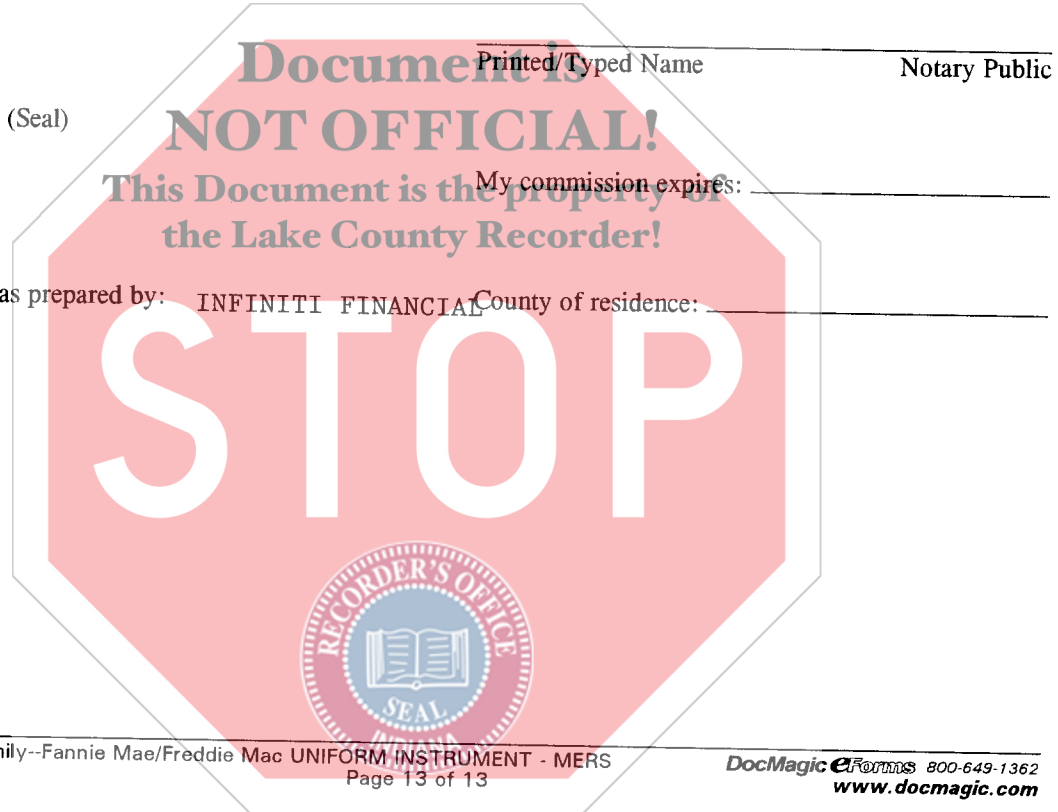 Document is
Printed/Typed Name Notary Public
(Seal)
NOT OFFICIAL!
This Document is the property of
My commission expires:
the Lake County Recorder!
as prepared by: INFINITI FINANCIAL County of residence:
STOP
RECORDER'S OFFICE
SEAL
INDIANA
ily--Fannie Mae/Freddie Mac UNIFORM INSTRUMENT - MERS
Page 13 of 13
DocMagic eForms 800-649-1362
www.docmagic.com